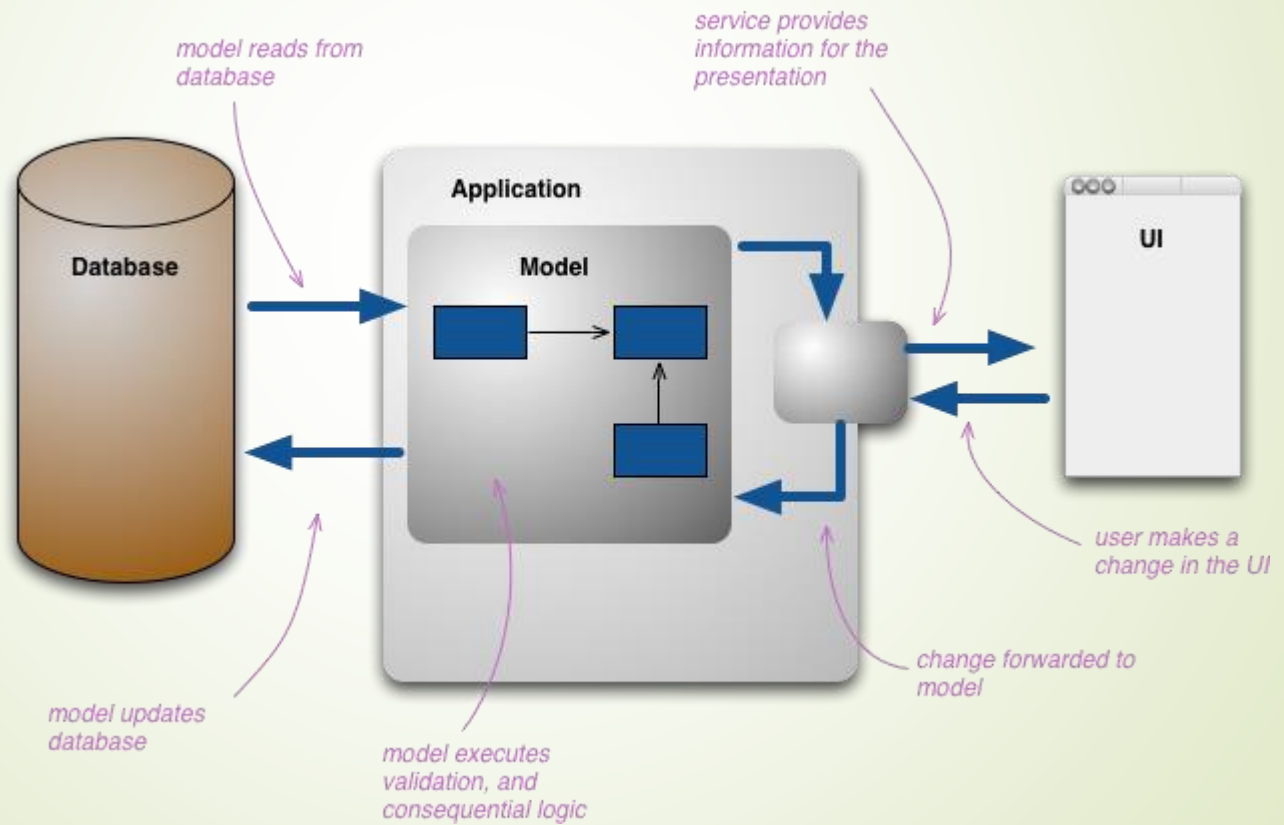 service provides
information for the
presentation
model reads from
database
Application
Database
Model
UI
user makes a
change in the UI
change forwarded to
model
model updates
database
model executes
validation, and
consequential logic